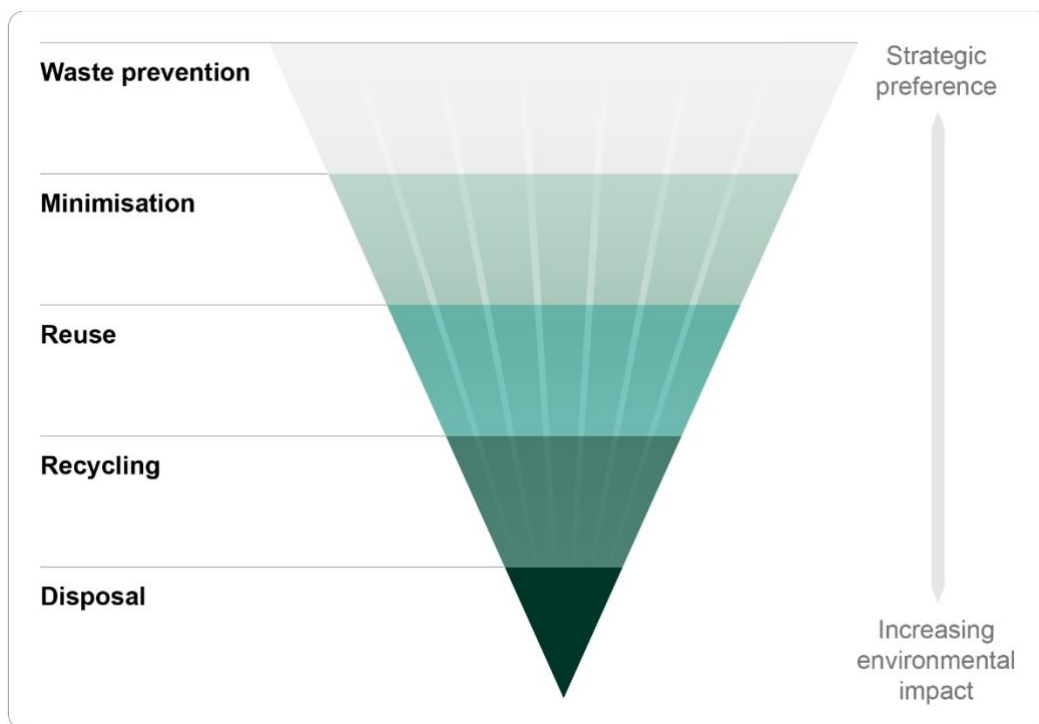 Waste prevention
Strategic
preference
Minimisation
Reuse
Recycling
Disposal
Increasing
environmental
impact